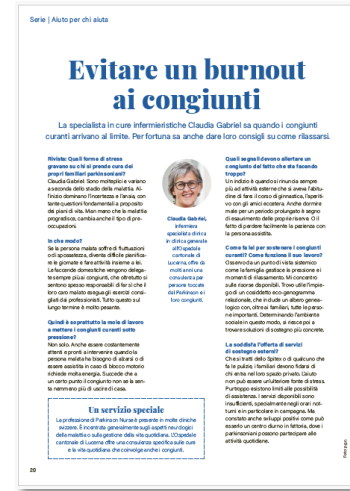 Serie | Aiuto per chi aiuta
Evitare un burnout
ai congiunti
La specialista in cure infermieristiche Claudia Gabriel sa quando i congiunti
curanti arrivano al limite. Per fortuna sa anche dare loro consigli su come rilassarsi.
Rivista: Quali forme di stress
gravano su chi si prende cura dei
propri familiari parkinsoniani?
Claudia Gabriel: Sono molteplici e variano
a seconda dello stadio della malattia. All'
inizio dominano l'incertezza e l'ansia, con
tante questioni fondamentali a proposito
dei piani di vita. Man mano che la malattia
progredisce, cambia anche il tipo di pre-
occupazioni.
In che modo?
Se la persona malata soffre di fluttuazioni
o di spossatezza, diventa difficile pianifica-
re le giornate e fare attività insieme a lei.
Le faccende domestiche vengono delega-
te sempre più ai congiunti, che oltretutto si
sentono spesso responsabili di far sì che il
loro caro malato esegua gli esercizi consi-
gliati dai professionisti. Tutto questo sul
lungo termine è molto pesante.
Quindi è soprattutto la mole di lavoro
a mettere i congiunti curanti sotto
pressione?
Non solo. Anche essere costantemente
attenti e pronti a intervenire quando la
persona malata ha bisogno di alzarsi o di
essere assistita in caso di blocco motorio
richiede molta energia. Succede che a
un certo punto il congiunto non se la sen-
ta nemmeno più di uscire di casa.
Claudia Gabriel,
infermiera
specialista clinica
in clinica generale
all'Ospedale
cantonale di
Lucerna, offre da
molti anni una
consulenza per
persone toccate
dal Parkinson e i
loro congiunti.
Quali segnali devono allertare un
congiunto del fatto che sta facendo
troppo?
Un indizio è quando si rinuncia sempre
più ad attività esterne che si aveva l'abitu-
dine di fare: il corso di ginnastica, l'aperiti-
vo con gli amici eccetera. Anche dormire
male per un periodo prolungato è segno
di esaurimento delle proprie risorse. O il
fatto di perdere facilmente la pazienza con
la persona assistita.
Come fa lei per sostenere i congiunti
curanti? Come funziona il suo lavoro?
Osservo da un punto di vista sistemico
come la famiglia gestisce la pressione e i
momenti di rilassamento. Mi concentro
sulle risorse disponibili. Trovo utile l'impie-
go di un cosiddetto eco-genogramma
relazionale, che include un albero genea-
logico con, oltre ai familiari, tutte le perso-
ne importanti. Determinando l'ambiente
sociale in questo modo, si riesce poi a
trovare soluzioni di sostegno più concrete.
La soddisfa l'offerta di servizi
di sostegno esterni?
Che si tratti dello Spitex o di qualcuno che
fa le pulizie, i familiari devono fidarsi di
chi entra nel loro spazio privato. L'aiuto
non può essere un'ulteriore fonte di stress.
Purtroppo esistono limiti alle possibilità
di assistenza. I servizi disponibili sono
insufficienti, specialmente negli orari not-
turni e in particolare in campagna. Ma
constato anche sviluppi positivi come può
esserlo un centro diurno in fattoria, dove i
parkinsoniani possono partecipare alle
attività quotidiane.
Un servizio speciale
La professione di Parkinson Nurse è presente in molte cliniche
svizzere. È incentrata generalmente sugli aspetti neurologici
della malattia o sulla gestione della vita quotidiana. L'Ospedale
cantonale di Lucerna offre una consulenza specifica sulle cure
e la vita quotidiana che coinvolge anche i congiunti.
20